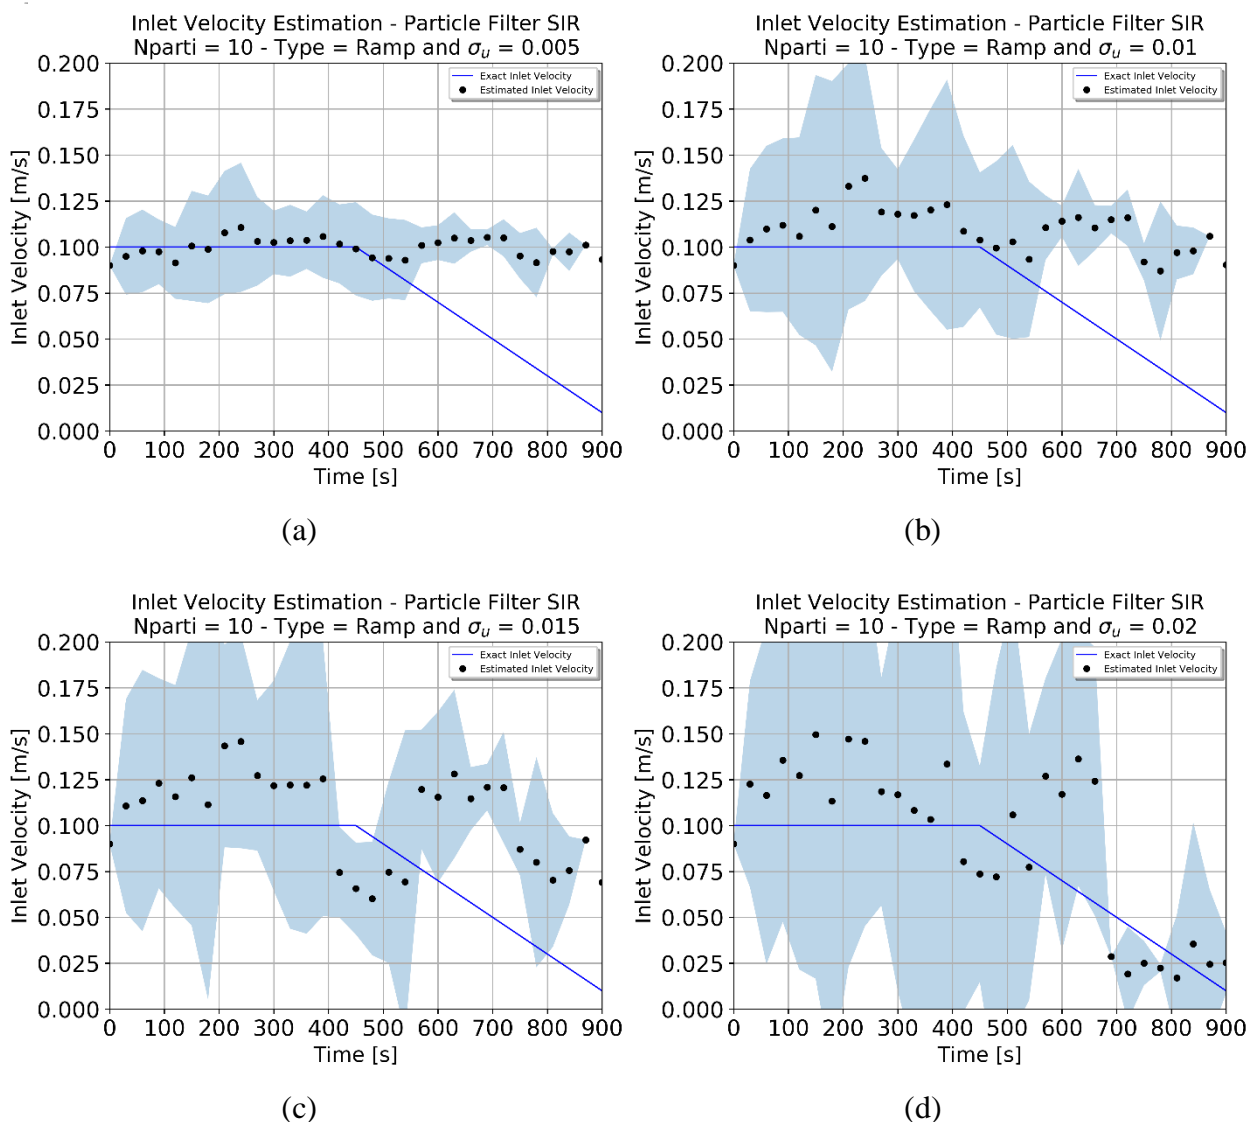 Inlet Velocity Estimation - Particle Filter SIR
Nparti = 10 - Type = Ramp and σ_u = 0.005
Exact Inlet Velocity
Estimated Inlet Velocity
0.200
0.175
0.150
0.125
0.100
0.075
0.050
0.025
0.000
Inlet Velocity [m/s]
0 100 200 300 400 500 600 700 800 900
Time [s]
(a)
Inlet Velocity Estimation - Particle Filter SIR
Nparti = 10 - Type = Ramp and σ_u = 0.01
Exact Inlet Velocity
Estimated Inlet Velocity
0.200
0.175
0.150
0.125
0.100
0.075
0.050
0.025
0.000
Inlet Velocity [m/s]
0 100 200 300 400 500 600 700 800 900
Time [s]
(b)
Inlet Velocity Estimation - Particle Filter SIR
Nparti = 10 - Type = Ramp and σ_u = 0.015
Exact Inlet Velocity
Estimated Inlet Velocity
0.200
0.175
0.150
0.125
0.100
0.075
0.050
0.025
0.000
Inlet Velocity [m/s]
0 100 200 300 400 500 600 700 800 900
Time [s]
(c)
Inlet Velocity Estimation - Particle Filter SIR
Nparti = 10 - Type = Ramp and σ_u = 0.02
Exact Inlet Velocity
Estimated Inlet Velocity
0.200
0.175
0.150
0.125
0.100
0.075
0.050
0.025
0.000
Inlet Velocity [m/s]
0 100 200 300 400 500 600 700 800 900
Time [s]
(d)